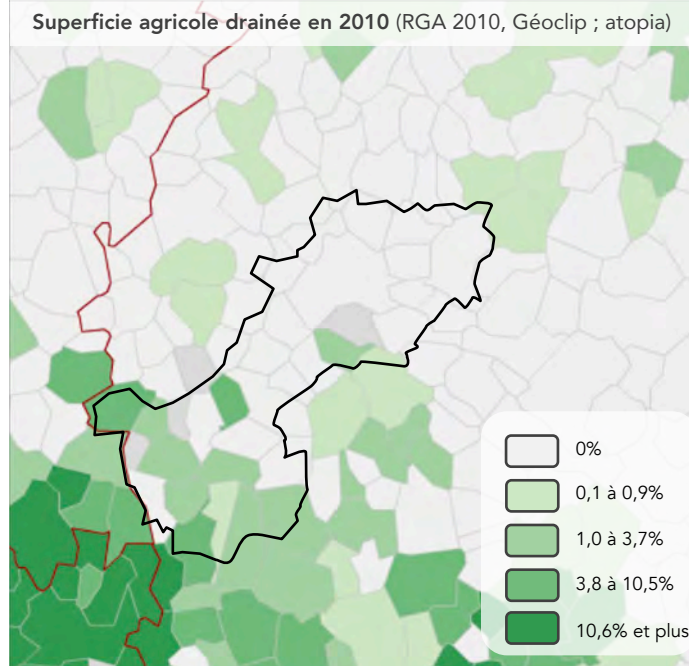 Superficie agricole drainée en 2010 (RGA 2010, Géoclip ; atopia)
0%
0,1 à 0,9%
1,0 à 3,7%
3,8 à 10,5%
10,6% et plus